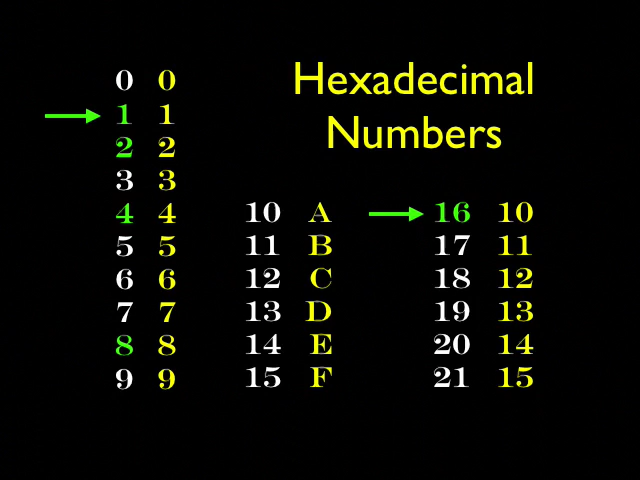 Hexadecimal
Numbers
0 0
1 1
2 2
3 3
4 4
5 5
6 6
7 7
8 8
9 9
10 A
11 B
12 C
13 D
14 E
15 F
16 10
17 11
18 12
19 13
20 14
21 15